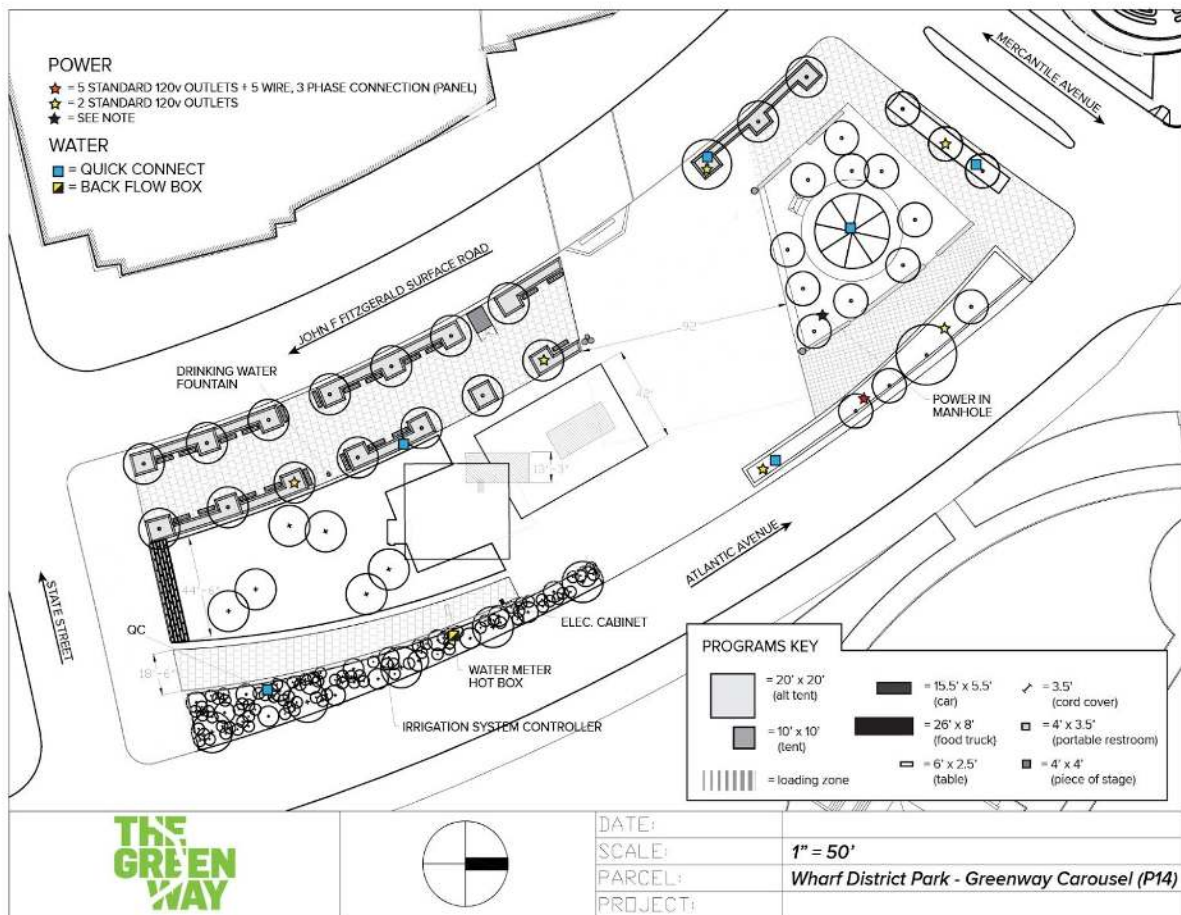 POWER
= 5 STANDARD 120v OUTLETS + 5 WIRE, 3 PHASE CONNECTION (PANEL)
= 2 STANDARD 120v OUTLETS
= SEE NOTE
WATER
= QUICK CONNECT
= BACK FLOW BOX
MERCANTILE AVENUE
JOHN F FITZGERALD SURFACE ROAD
DRINKING WATER
FOUNTAIN
92'
42'
POWER IN
MANHOLE
13'-3"
ATLANTIC AVENUE
STATE STREET
44'-6"
QC
18'-6"
ELEC. CABINET
WATER METER
HOT BOX
IRRIGATION SYSTEM CONTROLLER
PROGRAMS KEY
= 20' x 20'
(alt tent)
= 10' x 10'
(tent)
= loading zone
= 15.5' x 5.5'
(car)
= 26' x 8'
(food truck)
= 6' x 2.5'
(table)
= 3.5'
(cord cover)
= 4' x 3.5'
(portable restroom)
= 4' x 4'
(piece of stage)
THE
GREEN
WAY
DATE:
SCALE: 1" = 50'
PARCEL: Wharf District Park - Greenway Carousel (P14)
PROJECT: